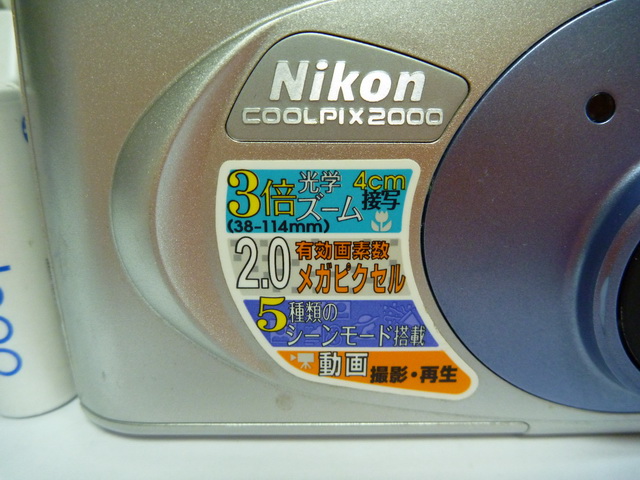 Nikon
COOLPIX2000
3倍光学ズーム 4cm接写
(38-114mm)
2.0 有効画素数メガピクセル
5種類の
シーンモード搭載
動画 撮影・再生